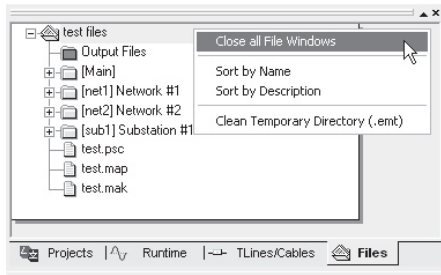 test files
Output Files
[Main]
[net1] Network #1
[net2] Network #2
[sub1] Substation #1
test.psc
test.map
test.mak
Close all File Windows
Sort by Name
Sort by Description
Clean Temporary Directory (.emt)
Projects Runtime TLines/Cables Files